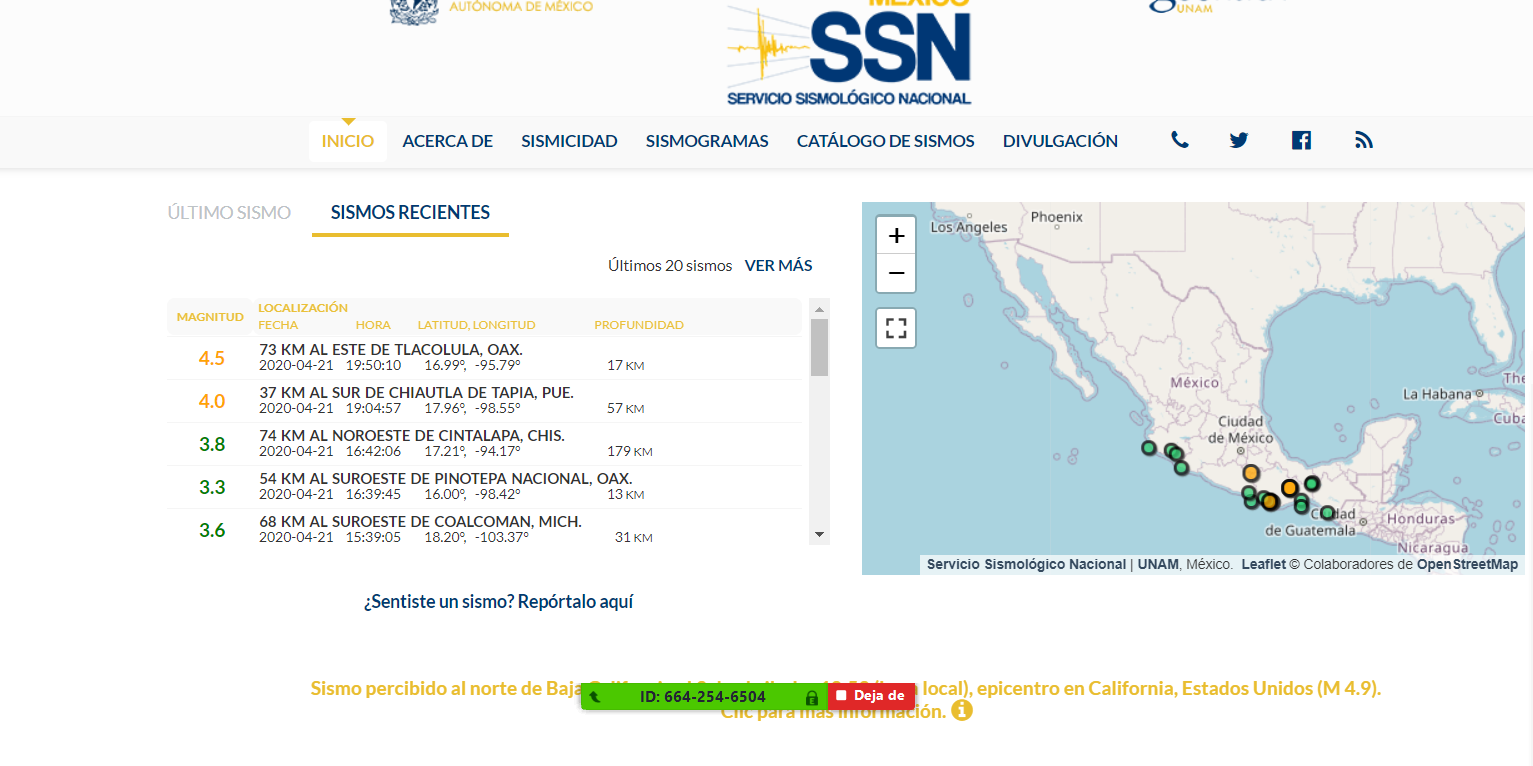 AUTÓNOMA DE MÉXICO
MÉXICO
UNAM
SSN
SERVICIO SISMOLÓGICO NACIONAL
INICIO ACERCA DE SISMICIDAD SISMOGRAMAS CATÁLOGO DE SISMOS DIVULGACIÓN
ÚLTIMO SISMO SISMOS RECIENTES
Últimos 20 sismos VER MÁS
MAGNITUD LOCALIZACIÓN
FECHA HORA LATITUD, LONGITUD PROFUNDIDAD
4.5 73 KM AL ESTE DE TLACOLULA, OAX.
2020-04-21 19:50:10 16.99°, -95.79° 17 KM
4.0 37 KM AL SUR DE CHIAUTLA DE TAPIA, PUE.
2020-04-21 19:04:57 17.96°, -98.55° 57 KM
3.8 74 KM AL NOROESTE DE CINTALAPA, CHIS.
2020-04-21 16:42:06 17.21°, -94.17° 179 KM
3.3 54 KM AL SUROESTE DE PINOTEPA NACIONAL, OAX.
2020-04-21 16:39:45 16.00°, -98.42° 13 KM
3.6 68 KM AL SUROESTE DE COALCOMAN, MICH.
2020-04-21 15:39:05 18.20°, -103.37° 31 KM
¿Sentiste un sismo? Repórtalo aquí
+
−
Los Angeles
Phoenix
México
La Habana
The
Cuba
Ciudad
de México
Ciudad
de Guatemala
Honduras
Nicaragua
Servicio Sismológico Nacional | UNAM, México. Leaflet © Colaboradores de OpenStreetMap
Sismo percibido al norte de Baja local), epicentro en California, Estados Unidos (M 4.9).
ID: 664-254-6504 Deja de
Clic para más información.